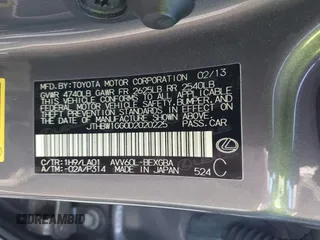 MFD. BY:TOYOTA MOTOR CORPORATION 02/13
GVWR 4740LB GAWR FR 2625LB RR 2540LB
THIS VEHICLE CONFORMS TO ALL APPLICABLE
FEDERAL MOTOR VEHICLE SAFETY, BUMPER, AND
THEFT PREVENTION STANDARDS IN EFFECT ON
THE DATE OF MANUFACTURE SHOWN ABOVE.
JTHBW1GG0D2020225 PASS.CAR
C/TR:1H9/LA01 AVV60L-BEXGBA
A/TM:-02A/P314 MADE IN JAPAN 524 C
DREAMBID